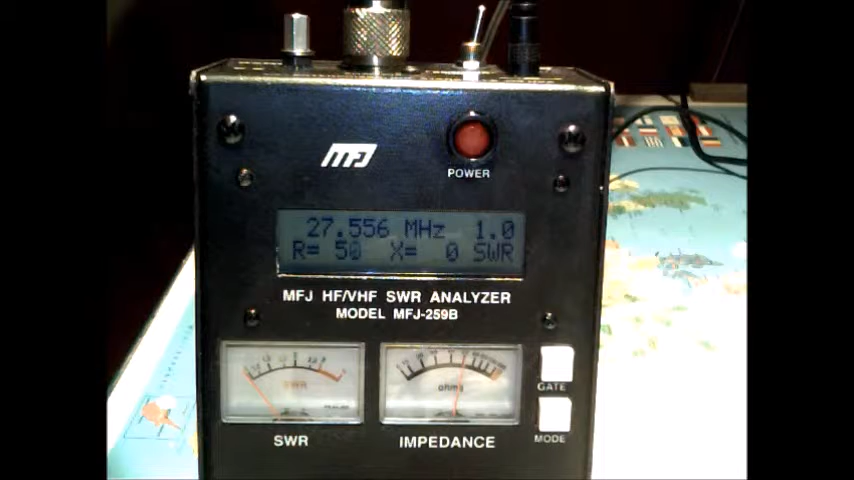 MFJ
POWER
27.556 MHz 1.0
R= 50 X= 0 SWR
MFJ HF/VHF SWR ANALYZER
MODEL MFJ-259B
SWR
ohms
GATE
MODE
SWR
IMPEDANCE